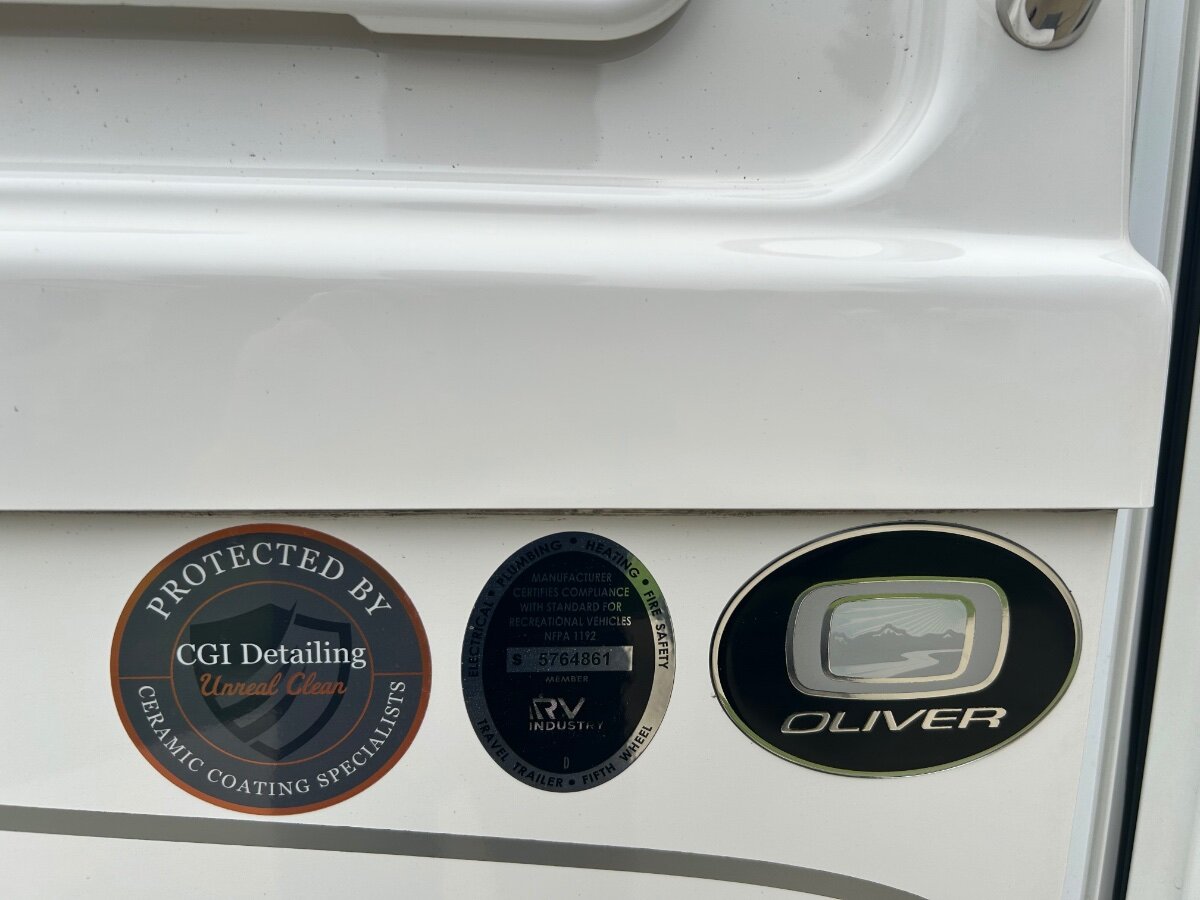 PROTECTED BY
CGI Detailing
Unreal Clean
CERAMIC COATING SPECIALISTS
ELECTRICAL • PLUMBING • HEATING • FIRE SAFETY
MANUFACTURER
CERTIFIES COMPLIANCE
WITH STANDARD FOR
RECREATIONAL VEHICLES
NFPA 1192
S 5764861
MEMBER
RV
INDUSTRY
D
TRAVEL TRAILER • FIFTH WHEEL
OLIVER